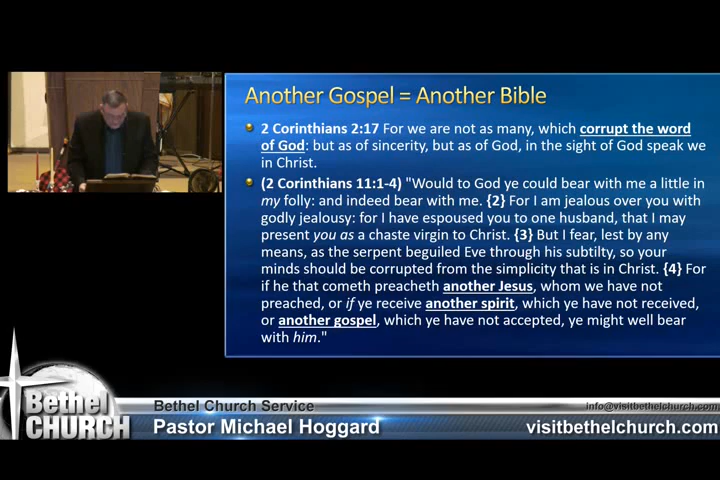 Another Gospel = Another Bible
2 Corinthians 2:17 For we are not as many, which corrupt the word
of God: but as of sincerity, but as of God, in the sight of God speak we
in Christ.
(2 Corinthians 11:1-4) "Would to God ye could bear with me a little in
my folly: and indeed bear with me. {2} For I am jealous over you with
godly jealousy: for I have espoused you to one husband, that I may
present you as a chaste virgin to Christ. {3} But I fear, lest by any
means, as the serpent beguiled Eve through his subtilty, so your
minds should be corrupted from the simplicity that is in Christ. {4} For
if he that cometh preacheth another Jesus, whom we have not
preached, or if ye receive another spirit, which ye have not received,
or another gospel, which ye have not accepted, ye might well bear
with him."
Bethel
CHURCH
Bethel Church Service
info@visitbethelchurch.com
Pastor Michael Hoggard
visitbethelchurch.com